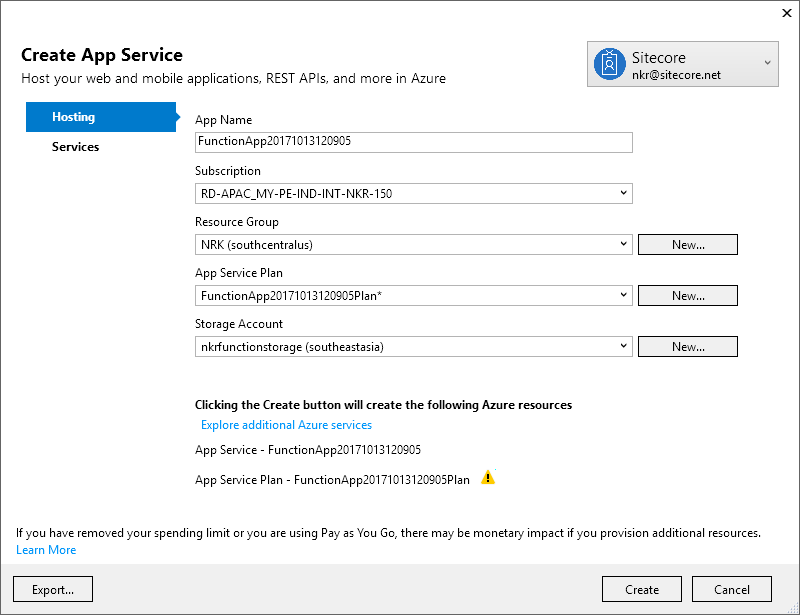 Create App Service
Host your web and mobile applications, REST APIs, and more in Azure
Sitecore
nkr@sitecore.net
Hosting
Services
App Name
FunctionApp20171013120905
Subscription
RD-APAC_MY-PE-IND-INT-NKR-150
Resource Group
NRK (southcentralus)
New...
App Service Plan
FunctionApp20171013120905Plan*
New...
Storage Account
nkrfunctionstorage (southeastasia)
New...
Clicking the Create button will create the following Azure resources
Explore additional Azure services
App Service - FunctionApp20171013120905
App Service Plan - FunctionApp20171013120905Plan
If you have removed your spending limit or you are using Pay as You Go, there may be monetary impact if you provision additional resources.
Learn More
Export...
Create
Cancel